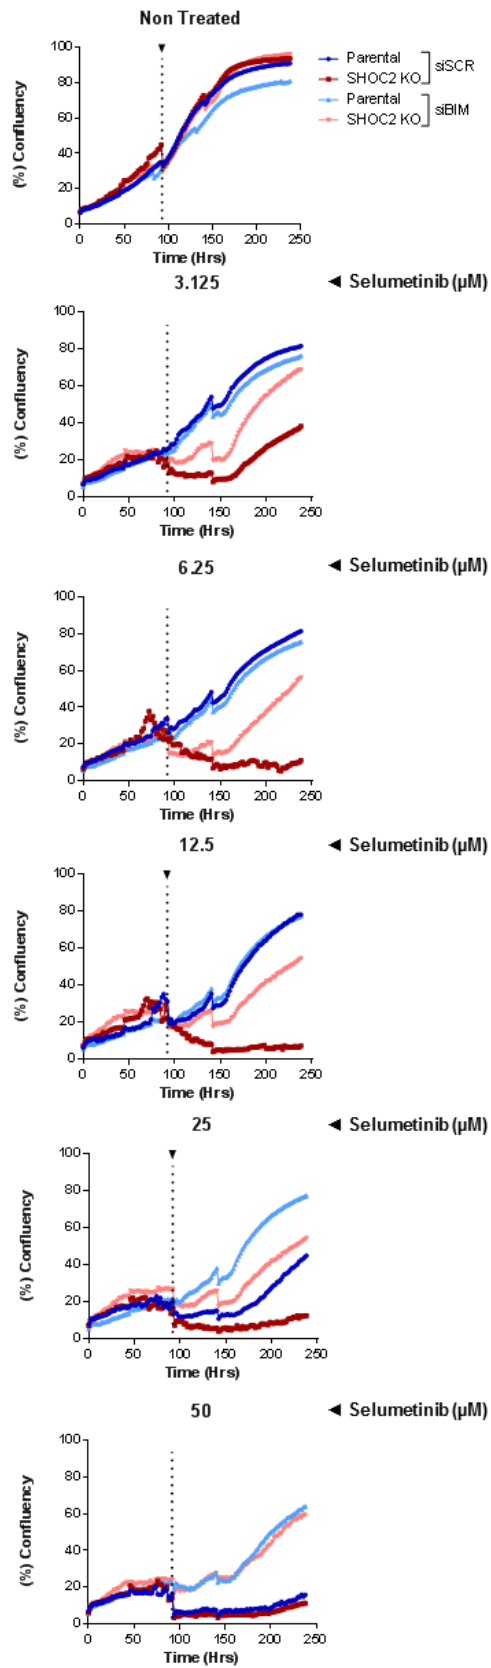 Non Treated
100
80
60
40
20
0
(%) Confluency
0 50 100 150 200 250
Time (Hrs)
Parental
SHOC2 KO
siSCR
Parental
SHOC2 KO
siBIM
3.125 ◄ Selumetinib (µM)
100
80
60
40
20
0
(%) Confluency
0 50 100 150 200 250
Time (Hrs)
6.25 ◄ Selumetinib (µM)
100
80
60
40
20
0
(%) Confluency
0 50 100 150 200 250
Time (Hrs)
12.5 ◄ Selumetinib (µM)
100
80
60
40
20
0
(%) Confluency
0 50 100 150 200 250
Time (Hrs)
25 ◄ Selumetinib (µM)
100
80
60
40
20
0
(%) Confluency
0 50 100 150 200 250
Time (Hrs)
50 ◄ Selumetinib (µM)
100
80
60
40
20
0
(%) Confluency
0 50 100 150 200 250
Time (Hrs)